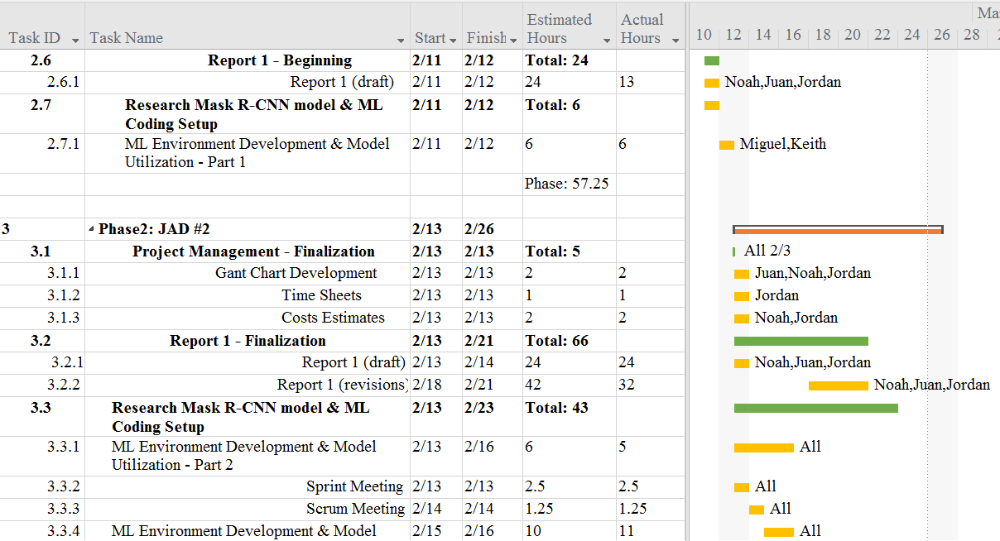 Mar
Task ID Task Name Start Finish Estimated Hours Actual Hours 10 12 14 16 18 20 22 24 26 28
2.6 Report 1 - Beginning 2/11 2/12 Total: 24
2.6.1 Report 1 (draft) 2/11 2/12 24 13 Noah,Juan,Jordan
2.7 Research Mask R-CNN model & ML 2/11 2/12 Total: 6
Coding Setup
2.7.1 ML Environment Development & Model 2/11 2/12 6 6 Miguel,Keith
Utilization - Part 1
Phase: 57.25
3 Phase2: JAD #2 2/13 2/26
3.1 Project Management - Finalization 2/13 2/13 Total: 5 All 2/3
3.1.1 Gant Chart Development 2/13 2/13 2 2 Juan,Noah,Jordan
3.1.2 Time Sheets 2/13 2/13 1 1 Jordan
3.1.3 Costs Estimates 2/13 2/13 2 2 Noah,Jordan
3.2 Report 1 - Finalization 2/13 2/21 Total: 66
3.2.1 Report 1 (draft) 2/13 2/14 24 24 Noah,Juan,Jordan
3.2.2 Report 1 (revisions) 2/18 2/21 42 32 Noah,Juan,Jordan
3.3 Research Mask R-CNN model & ML 2/13 2/23 Total: 43
Coding Setup
3.3.1 ML Environment Development & Model 2/13 2/16 6 5 All
Utilization - Part 2
3.3.2 Sprint Meeting 2/13 2/13 2.5 2.5 All
3.3.3 Scrum Meeting 2/14 2/14 1.25 1.25 All
3.3.4 ML Environment Development & Model 2/15 2/16 10 11 All